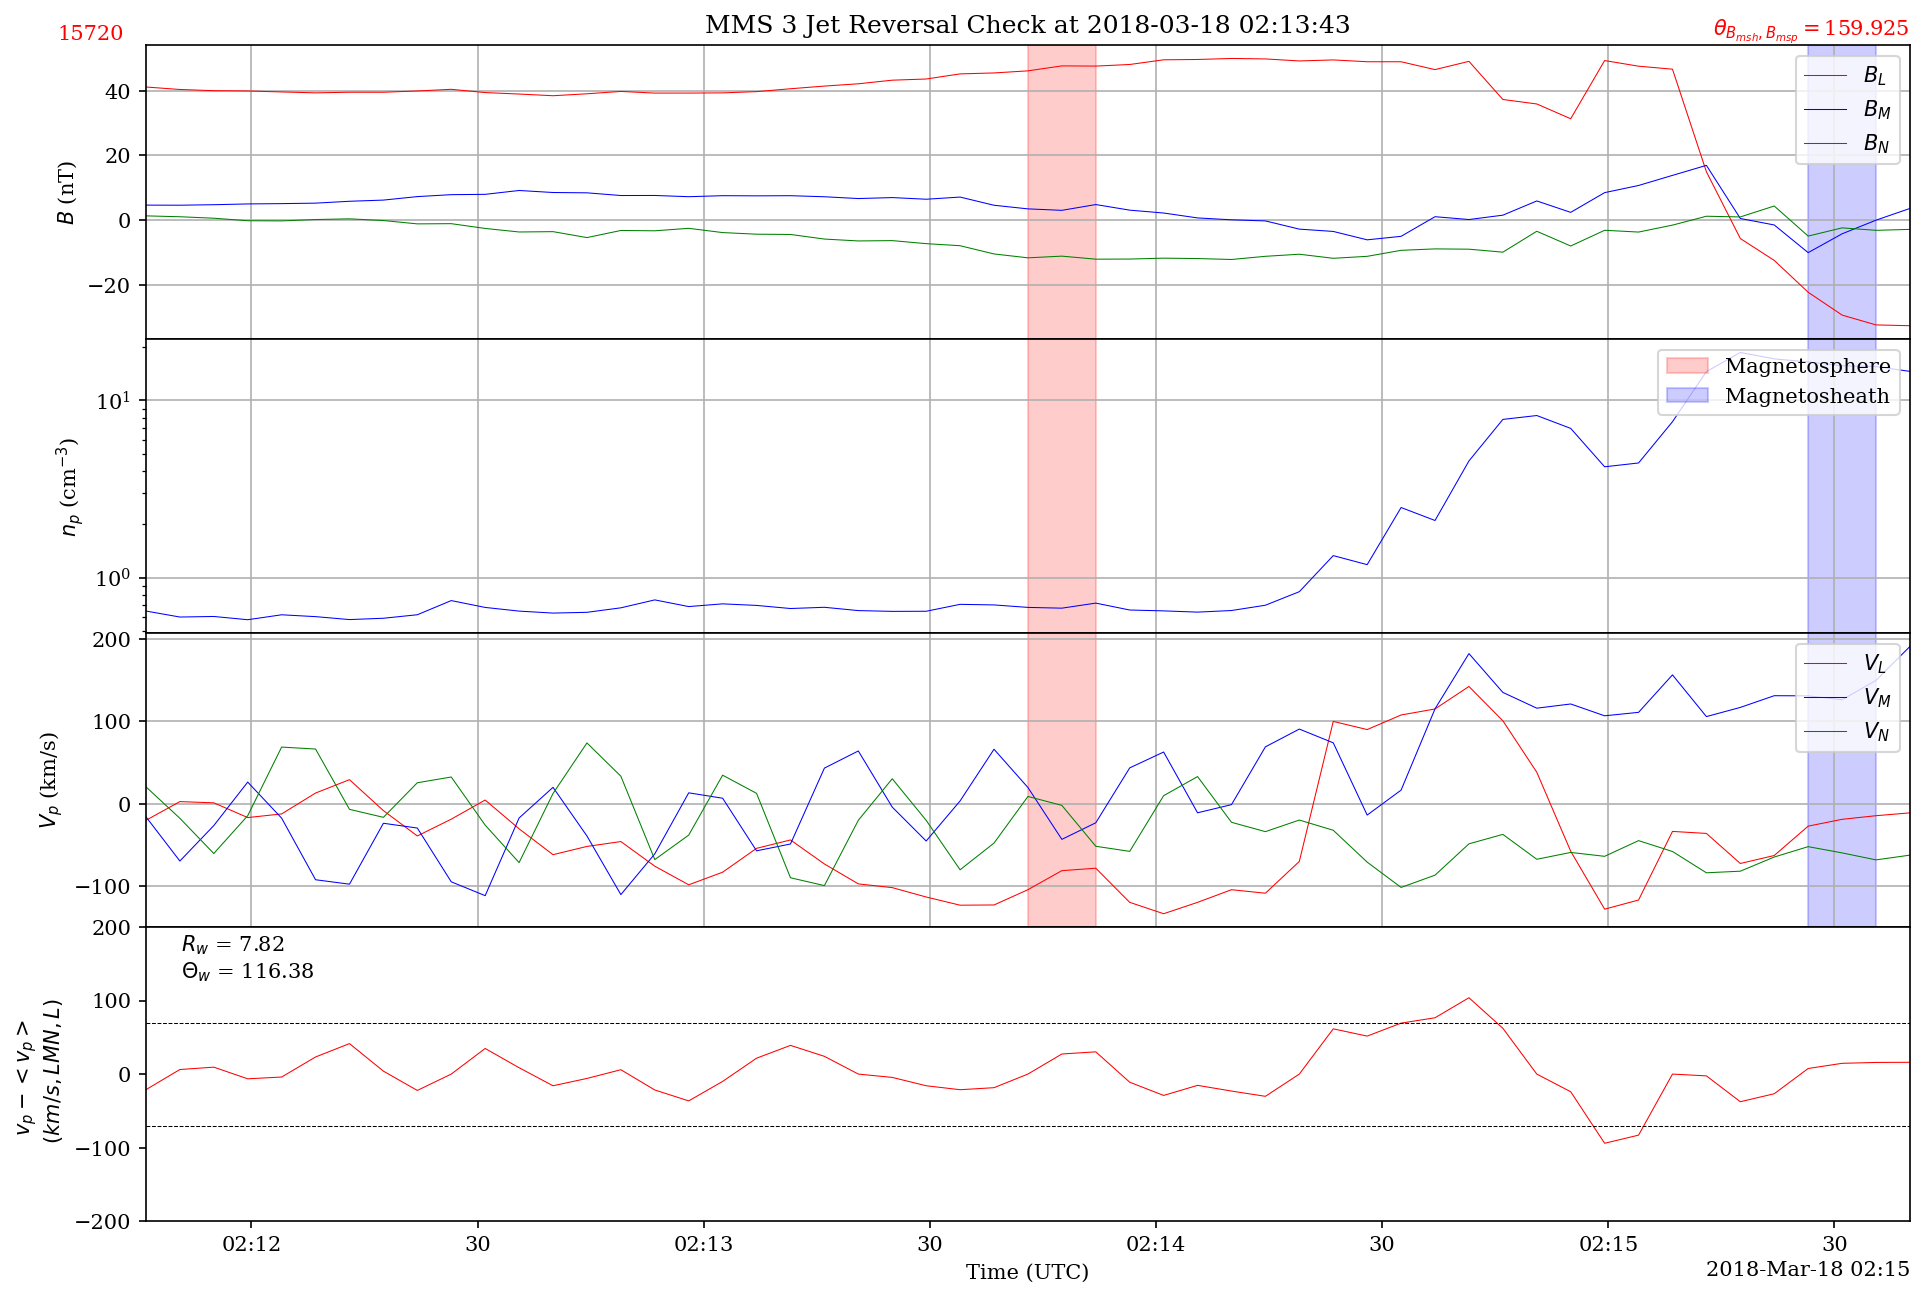 15720
MMS 3 Jet Reversal Check at 2018-03-18 02:13:43
θ_{B_{msh}, B_{msp}} = 159.925
B (nT)
40
20
0
−20
B_L
B_M
B_N
n_p (cm^{−3})
10^1
10^0
Magnetosphere
Magnetosheath
V_p (km/s)
200
100
0
−100
V_L
V_M
V_N
v_p − < v_p >
(km/s, LMN, L)
200
100
0
−100
−200
R_w = 7.82
Θ_w = 116.38
02:12 30 02:13 30 02:14 30 02:15 30
Time (UTC)
2018-Mar-18 02:15